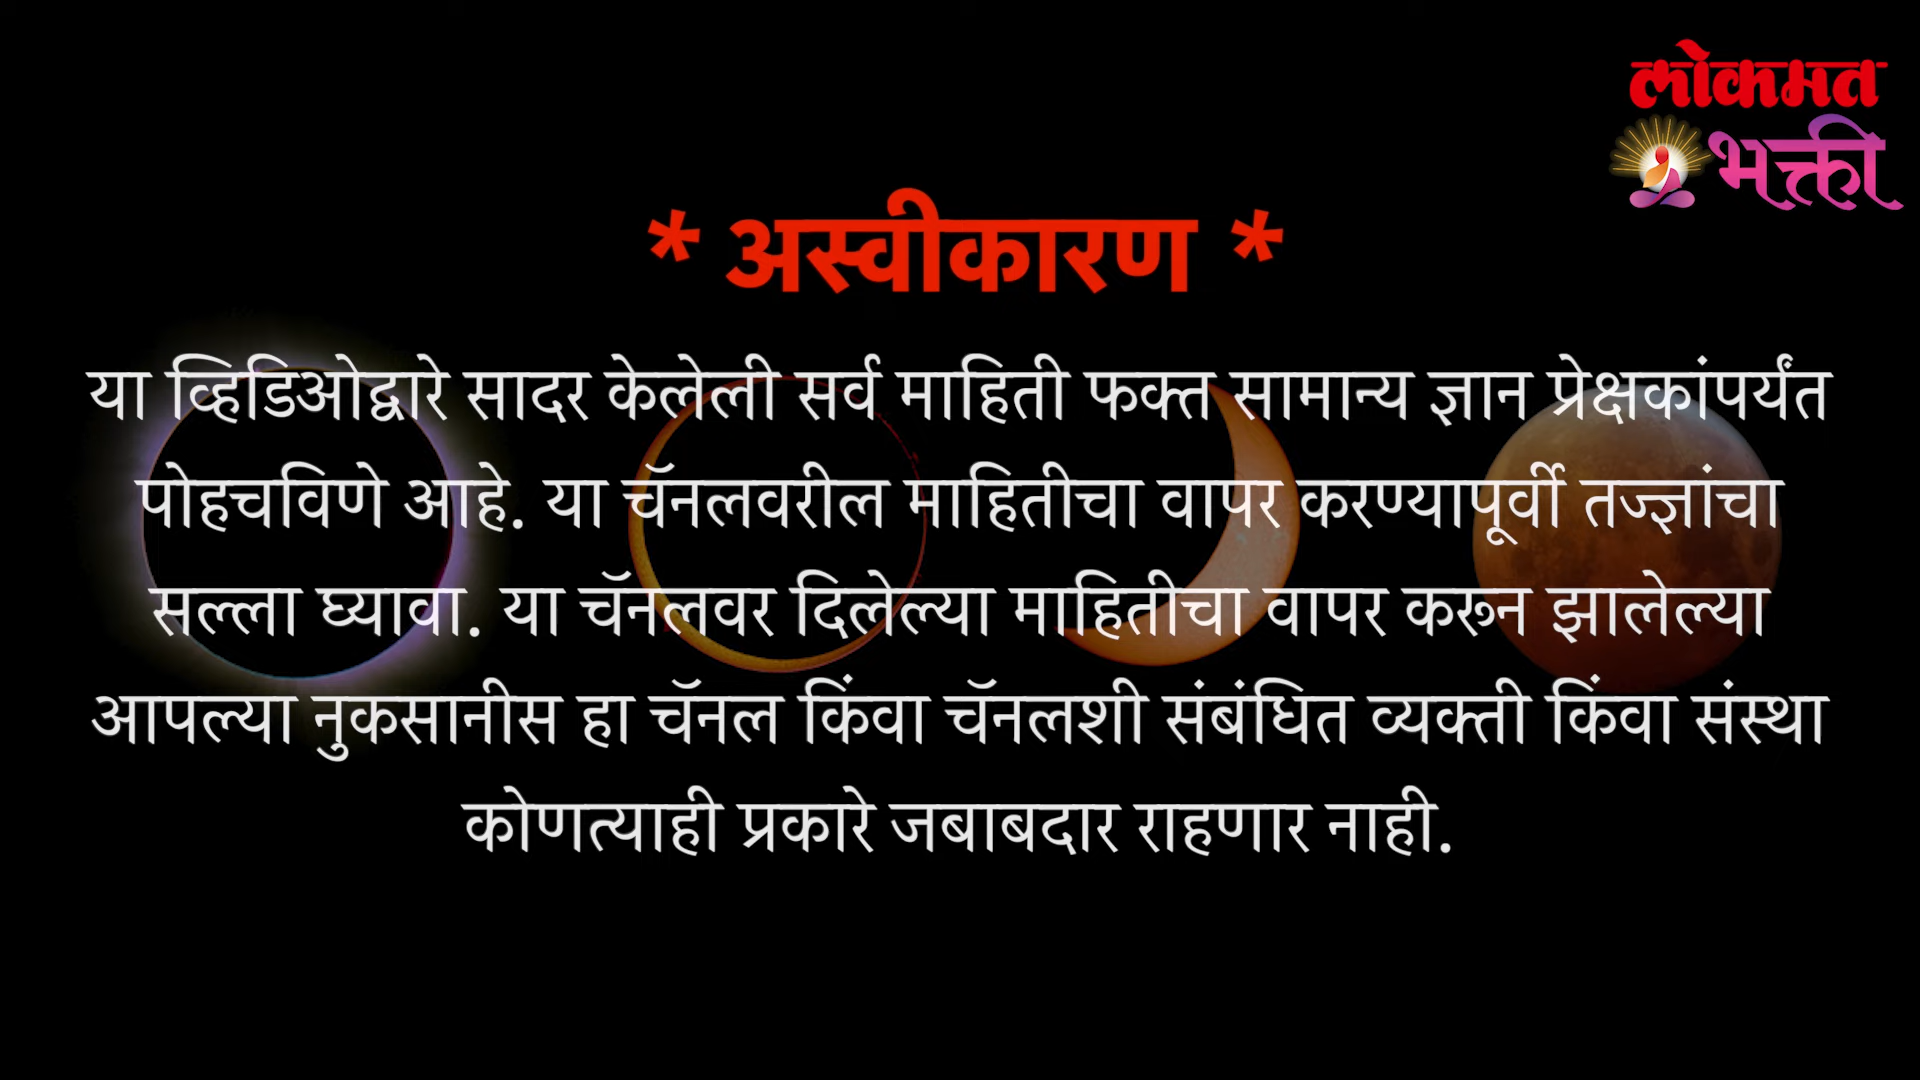 लोकमत
भक्ती
* अस्वीकारण *
या व्हिडिओद्वारे सादर केलेली सर्व माहिती फक्त सामान्य ज्ञान प्रेक्षकांपर्यंत
पोहचविणे आहे. या चॅनलवरील माहितीचा वापर करण्यापूर्वी तज्ज्ञांचा
सल्ला घ्यावा. या चॅनलवर दिलेल्या माहितीचा वापर करून झालेल्या
आपल्या नुकसानीस हा चॅनल किंवा चॅनलशी संबंधित व्यक्ती किंवा संस्था
कोणत्याही प्रकारे जबाबदार राहणार नाही.